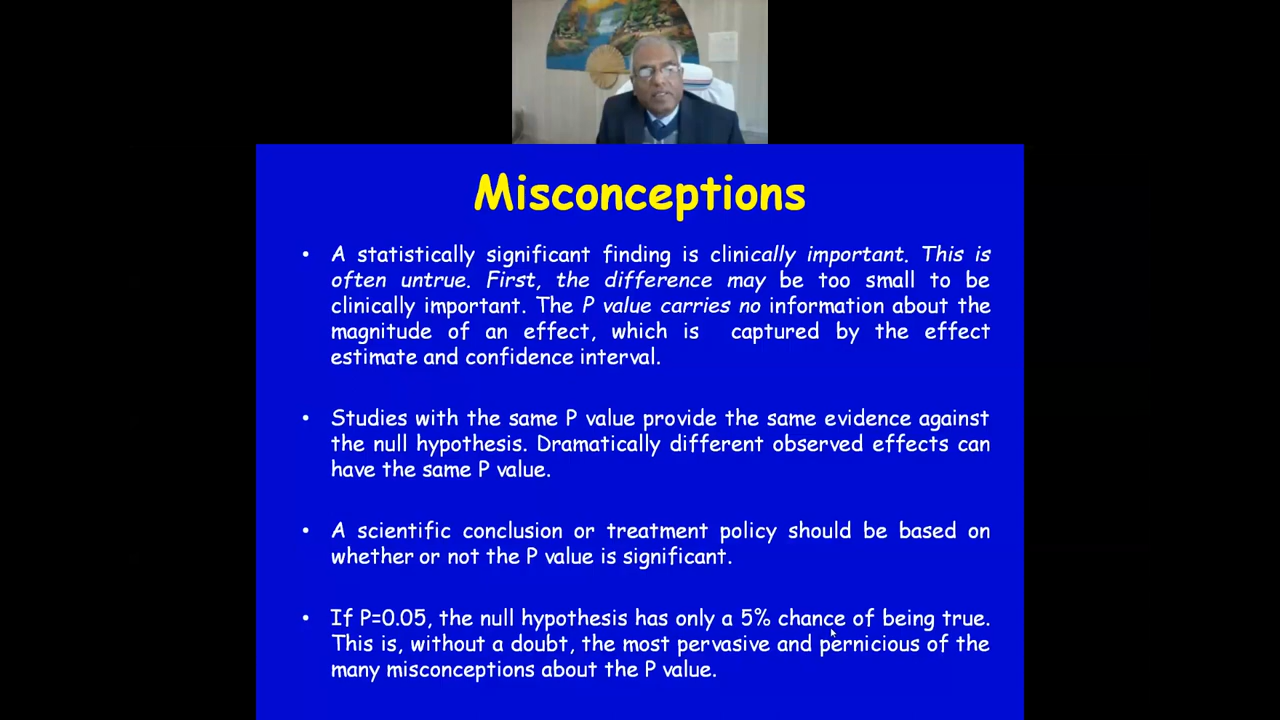 Misconceptions
• A statistically significant finding is clinically important. This is
often untrue. First, the difference may be too small to be
clinically important. The P value carries no information about the
magnitude of an effect, which is captured by the effect
estimate and confidence interval.
• Studies with the same P value provide the same evidence against
the null hypothesis. Dramatically different observed effects can
have the same P value.
• A scientific conclusion or treatment policy should be based on
whether or not the P value is significant.
• If P=0.05, the null hypothesis has only a 5% chance of being true.
This is, without a doubt, the most pervasive and pernicious of the
many misconceptions about the P value.